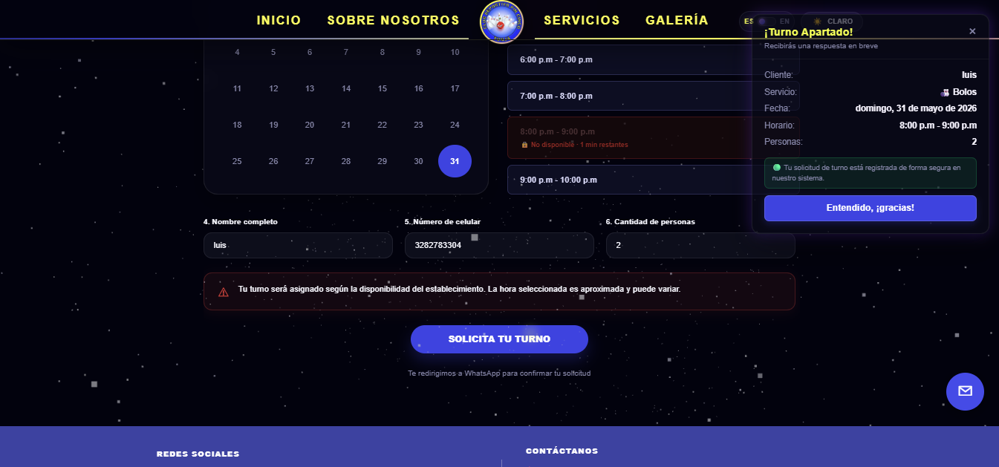 INICIO
SOBRE NOSOTROS
SERVICIOS
GALERÍA
ES
EN
CLARO
4 5 6 7 8 9 10
11 12 13 14 15 16 17
18 19 20 21 22 23 24
25 26 27 28 29 30 31
6:00 p.m - 7:00 p.m
7:00 p.m - 8:00 p.m
8:00 p.m - 9:00 p.m
No disponible · 1 min restantes
9:00 p.m - 10:00 p.m
¡Turno Apartado!
×
Recibirás una respuesta en breve
Cliente: luis
Servicio: Bolos
Fecha: domingo, 31 de mayo de 2026
Horario: 8:00 p.m - 9:00 p.m
Personas: 2
Tu solicitud de turno está registrada de forma segura en
nuestro sistema.
Entendido, ¡gracias!
4. Nombre completo
luis
5. Número de celular
3282783304
6. Cantidad de personas
2
Tu turno será asignado según la disponibilidad del establecimiento. La hora seleccionada es aproximada y puede variar.
SOLICITA TU TURNO
Te redirigimos a WhatsApp para confirmar tu solicitud
REDES SOCIALES
CONTÁCTANOS